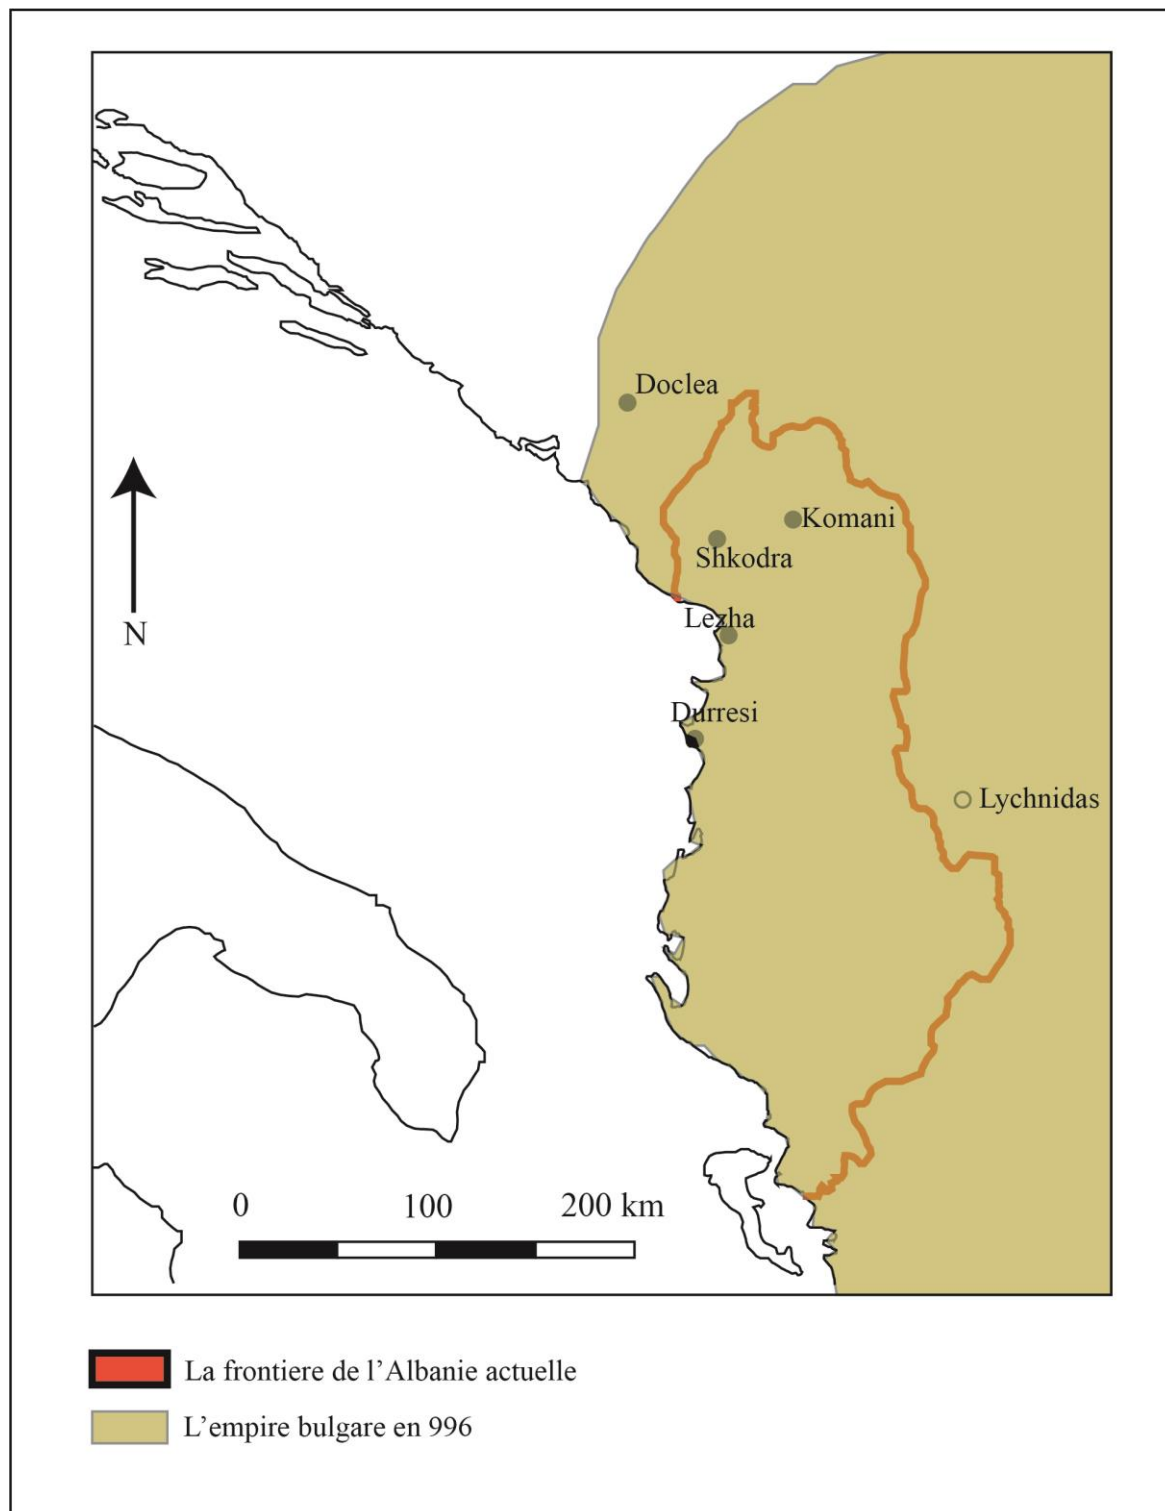 Doclea
Komani
Shkodra
Lezha
N
Durresi
Lychnidas
0 100 200 km
La frontiere de l’Albanie actuelle
L’empire bulgare en 996